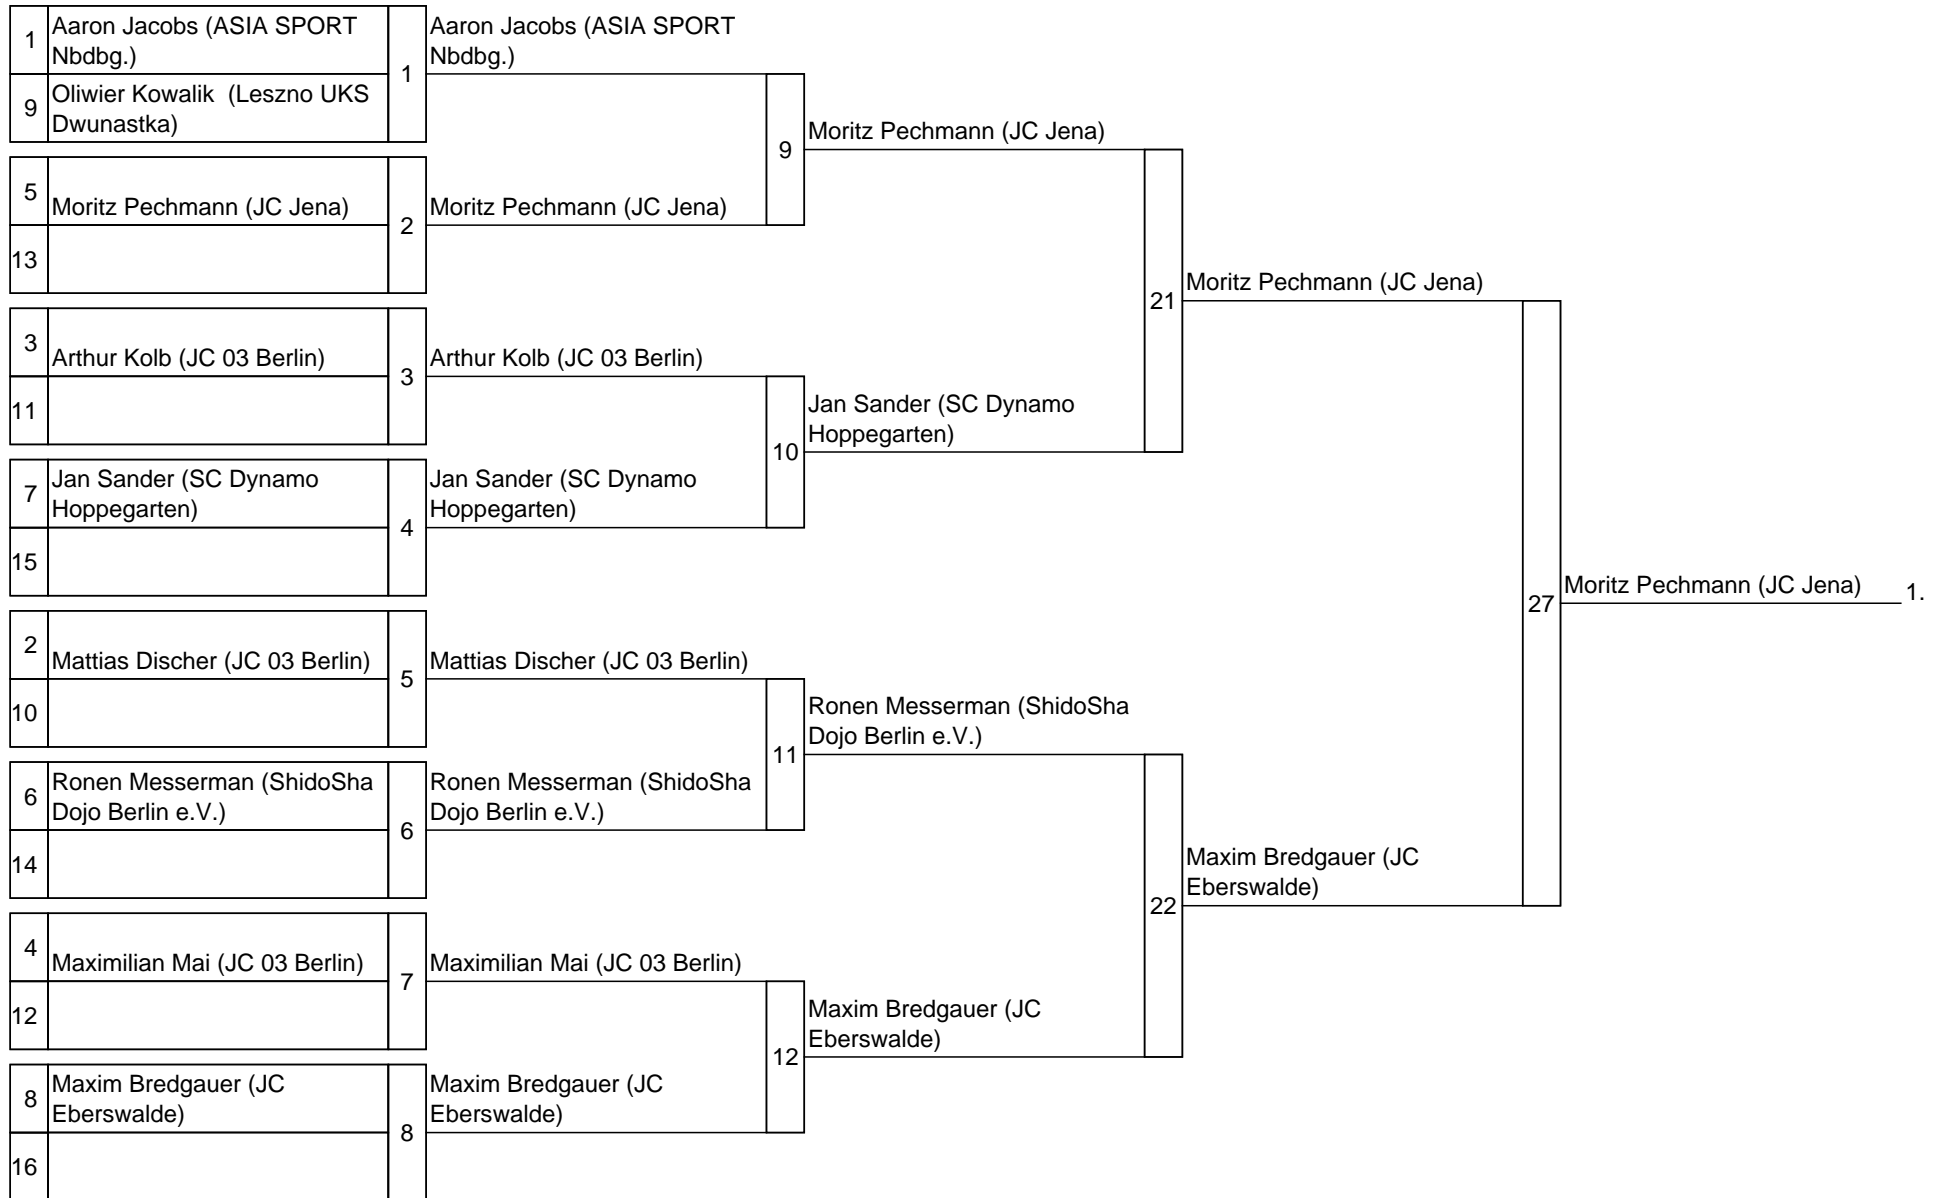 1
Aaron Jacobs (ASIA SPORT
Nbdbg.)
9
Oliwier Kowalik  (Leszno UKS
Dwunastka)
1
Aaron Jacobs (ASIA SPORT
Nbdbg.)
5
Moritz Pechmann (JC Jena)
13
2
Moritz Pechmann (JC Jena)
9
Moritz Pechmann (JC Jena)
3
Arthur Kolb (JC 03 Berlin)
11
3
Arthur Kolb (JC 03 Berlin)
7
Jan Sander (SC Dynamo
Hoppegarten)
15
4
Jan Sander (SC Dynamo
Hoppegarten)
10
Jan Sander (SC Dynamo
Hoppegarten)
21
Moritz Pechmann (JC Jena)
2
Mattias Discher (JC 03 Berlin)
10
5
Mattias Discher (JC 03 Berlin)
6
Ronen Messerman (ShidoSha
Dojo Berlin e.V.)
14
6
Ronen Messerman (ShidoSha
Dojo Berlin e.V.)
11
Ronen Messerman (ShidoSha
Dojo Berlin e.V.)
4
Maximilian Mai (JC 03 Berlin)
12
7
Maximilian Mai (JC 03 Berlin)
8
Maxim Bredgauer (JC
Eberswalde)
16
8
Maxim Bredgauer (JC
Eberswalde)
12
Maxim Bredgauer (JC
Eberswalde)
22
Maxim Bredgauer (JC
Eberswalde)
27
Moritz Pechmann (JC Jena)
1.